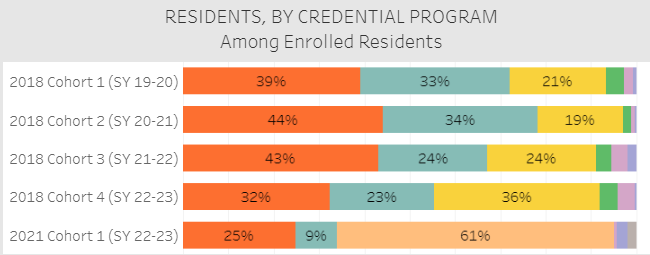 RESIDENTS, BY CREDENTIAL PROGRAM
Among Enrolled Residents
2018 Cohort 1 (SY 19-20) 39% 33% 21%
2018 Cohort 2 (SY 20-21) 44% 34% 19%
2018 Cohort 3 (SY 21-22) 43% 24% 24%
2018 Cohort 4 (SY 22-23) 32% 23% 36%
2021 Cohort 1 (SY 22-23) 25% 9% 61%